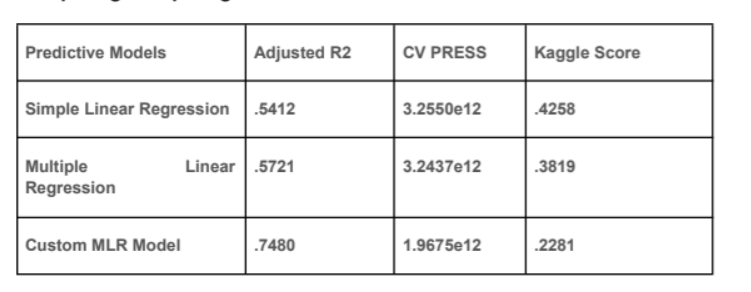 Predictive Models Adjusted R2 CV PRESS Kaggle Score
Simple Linear Regression .5412 3.2550e12 .4258
Multiple Linear Regression .5721 3.2437e12 .3819
Custom MLR Model .7480 1.9675e12 .2281